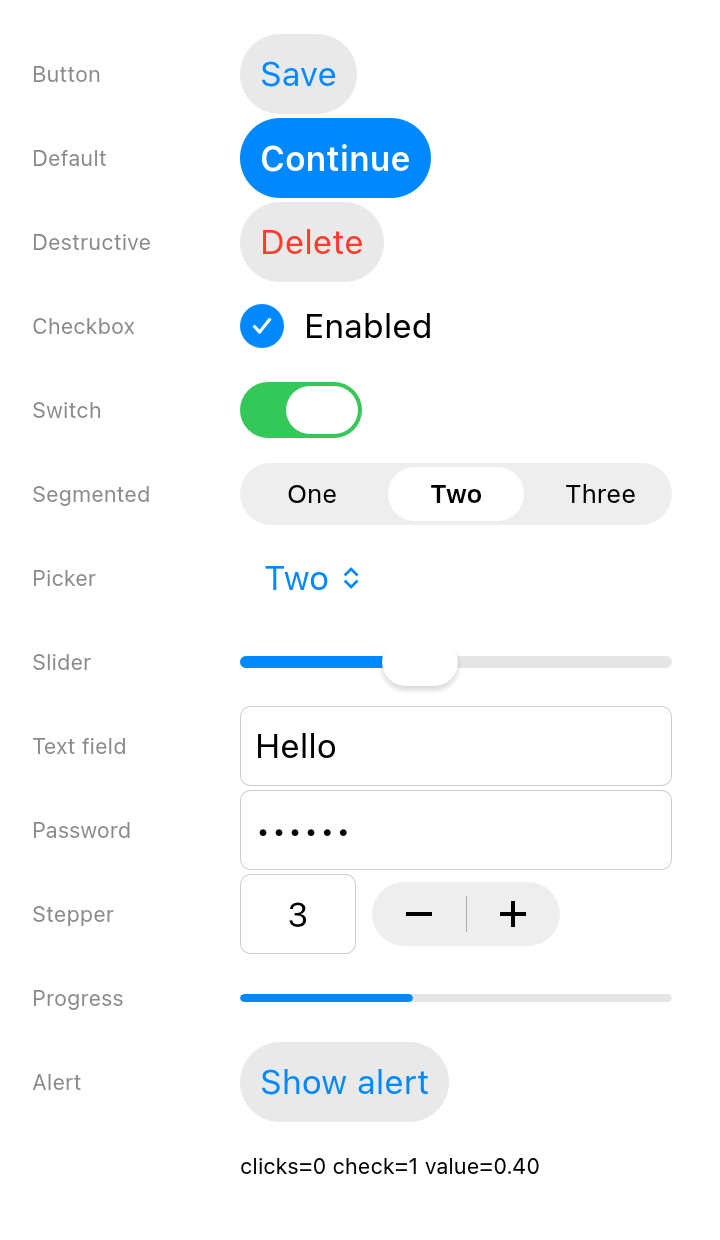 Button Save
Default Continue
Destructive Delete
Checkbox Enabled
Switch
Segmented One Two Three
Picker Two
Slider
Text field Hello
Password ••••••
Stepper 3 − +
Progress
Alert Show alert
clicks=0 check=1 value=0.40